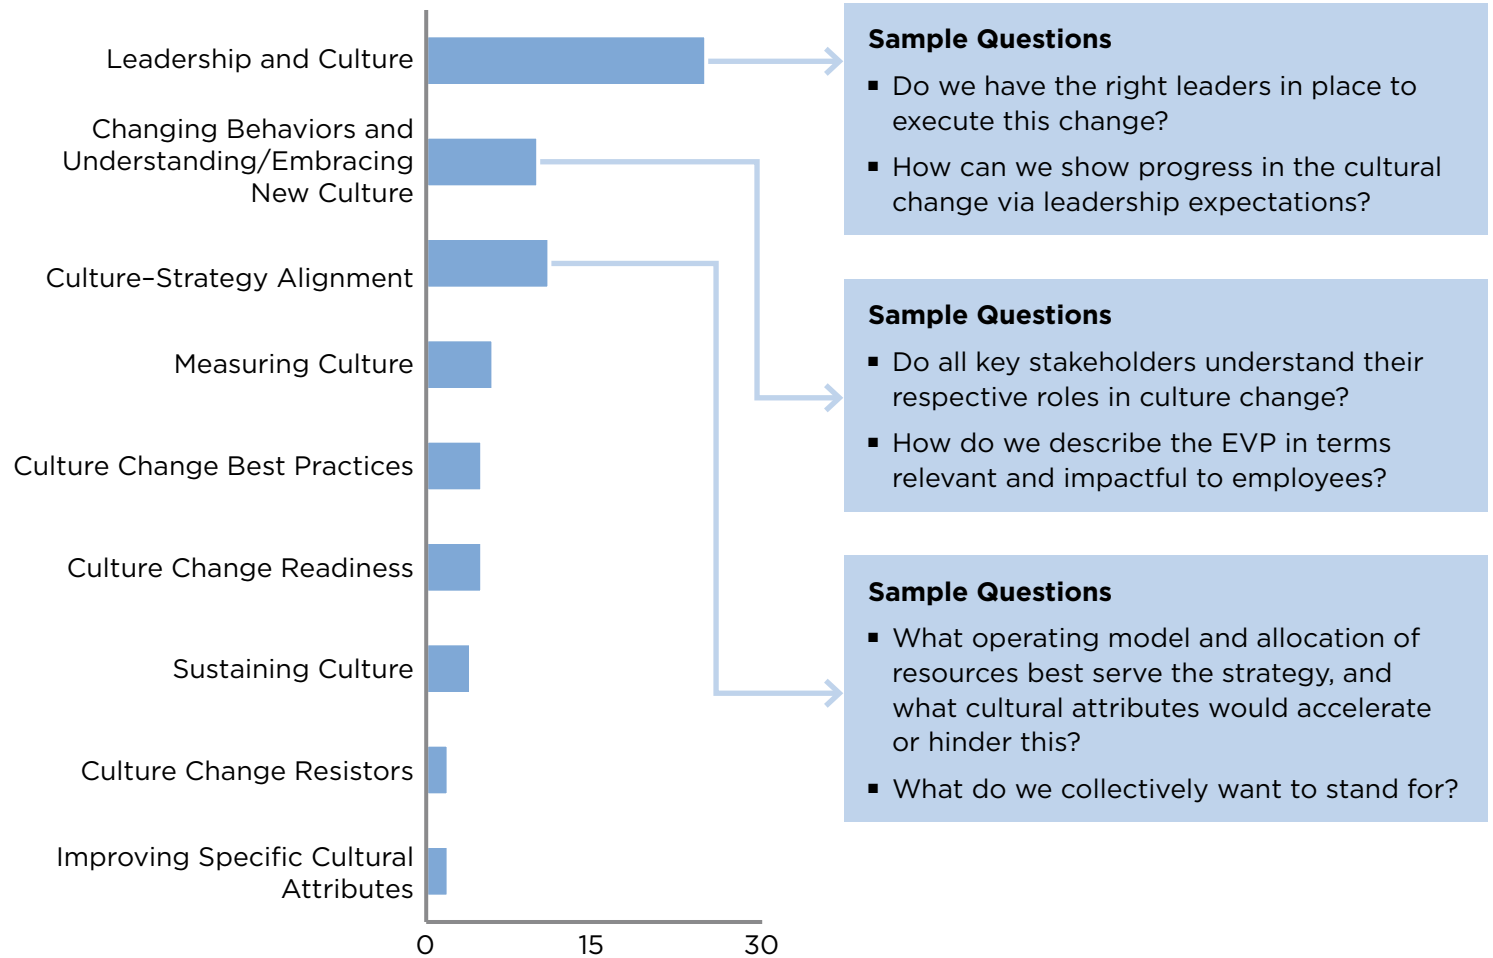 Leadership and Culture
Changing Behaviors and
Understanding/Embracing
New Culture
Culture–Strategy Alignment
Measuring Culture
Culture Change Best Practices
Culture Change Readiness
Sustaining Culture
Culture Change Resistors
Improving Specific Cultural
Attributes
0
15
30
Sample Questions
▪ Do we have the right leaders in place to
execute this change?
▪ How can we show progress in the cultural
change via leadership expectations?
Sample Questions
▪ Do all key stakeholders understand their
respective roles in culture change?
▪ How do we describe the EVP in terms
relevant and impactful to employees?
Sample Questions
▪ What operating model and allocation of
resources best serve the strategy, and
what cultural attributes would accelerate
or hinder this?
▪ What do we collectively want to stand for?